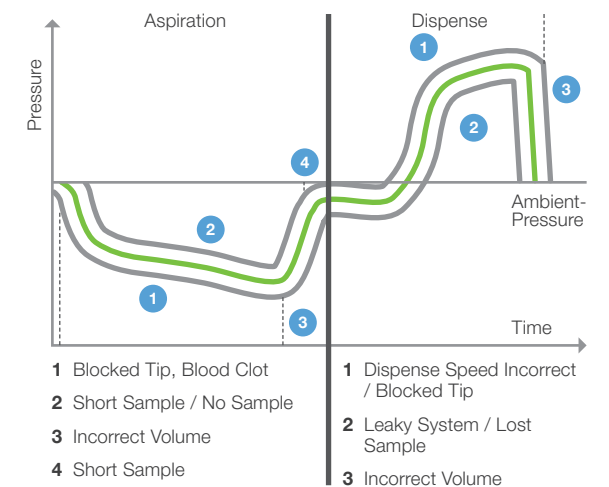 Aspiration
Dispense
Pressure
1
3
2
4
2
1
3
Ambient-
Pressure
Time
1 Blocked Tip, Blood Clot
2 Short Sample / No Sample
3 Incorrect Volume
4 Short Sample
1 Dispense Speed Incorrect
/ Blocked Tip
2 Leaky System / Lost
Sample
3 Incorrect Volume